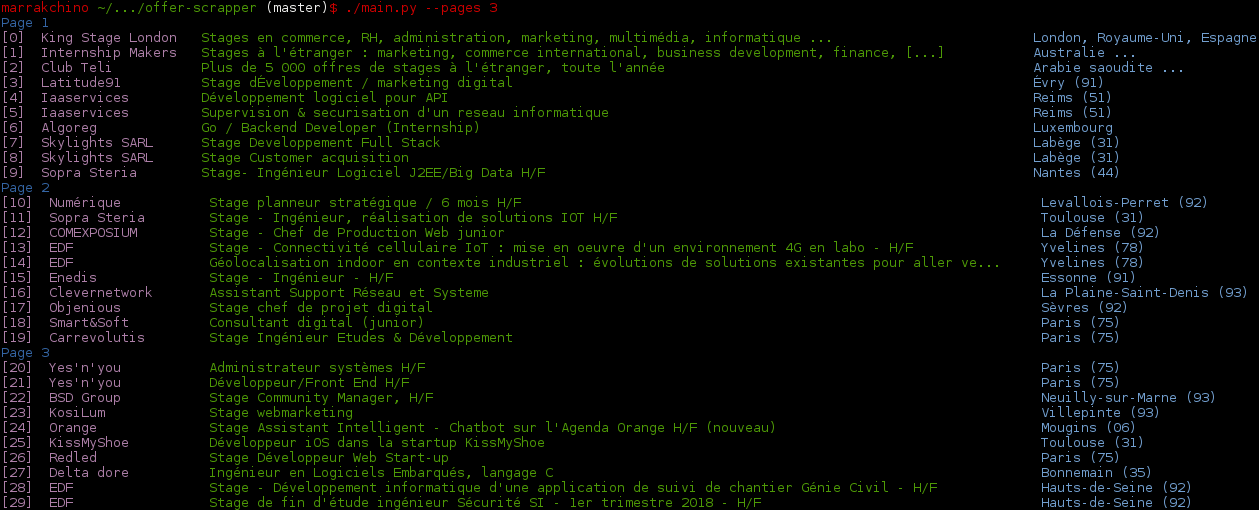 marrakchino ~/.../offer-scrapper (master)$ ./main.py --pages 3
Page 1
[0] King Stage London Stages en commerce, RH, administration, marketing, multimédia, informatique ... London, Royaume-Uni, Espagne
[1] Internship Makers Stages à l'étranger : marketing, commerce international, business development, finance, [...] Australie ...
[2] Club Teli Plus de 5 000 offres de stages à l'étranger, toute l'année Arabie saoudite ...
[3] Latitude91 Stage dÉveloppement / marketing digital Évry (91)
[4] Iaaservices Développement logiciel pour API Reims (51)
[5] Iaaservices Supervision & securisation d'un reseau informatique Reims (51)
[6] Algoreg Go / Backend Developer (Internship) Luxembourg
[7] Skylights SARL Stage Developpement Full Stack Labège (31)
[8] Skylights SARL Stage Customer acquisition Labège (31)
[9] Sopra Steria Stage- Ingénieur Logiciel J2EE/Big Data H/F Nantes (44)
Page 2
[10] Numérique Stage planneur stratégique / 6 mois H/F Levallois-Perret (92)
[11] Sopra Steria Stage - Ingénieur, réalisation de solutions IOT H/F Toulouse (31)
[12] COMEXPOSIUM Stage - Chef de Production Web junior La Défense (92)
[13] EDF Stage - Connectivité cellulaire IoT : mise en oeuvre d'un environnement 4G en labo - H/F Yvelines (78)
[14] EDF Géolocalisation indoor en contexte industriel : évolutions de solutions existantes pour aller ve... Yvelines (78)
[15] Enedis Stage - Ingénieur - H/F Essonne (91)
[16] Clevernetwork Assistant Support Réseau et Systeme La Plaine-Saint-Denis (93)
[17] Objenious Stage chef de projet digital Sèvres (92)
[18] Smart&Soft Consultant digital (junior) Paris (75)
[19] Carrevolutis Stage Ingénieur Etudes & Développement Paris (75)
Page 3
[20] Yes'n'you Administrateur systèmes H/F Paris (75)
[21] Yes'n'you Développeur/Front End H/F Paris (75)
[22] BSD Group Stage Community Manager, H/F Neuilly-sur-Marne (93)
[23] KosiLum Stage webmarketing Villepinte (93)
[24] Orange Stage Assistant Intelligent - Chatbot sur l'Agenda Orange H/F (nouveau) Mougins (06)
[25] KissMyShoe Développeur iOS dans la startup KissMyShoe Toulouse (31)
[26] Redled Stage Développeur Web Start-up Paris (75)
[27] Delta dore Ingénieur en Logiciels Embarqués, langage C Bonnemain (35)
[28] EDF Stage - Développement informatique d'une application de suivi de chantier Génie Civil - H/F Hauts-de-Seine (92)
[29] EDF Stage de fin d'étude ingénieur Sécurité SI - 1er trimestre 2018 - H/F Hauts-de-Seine (92)